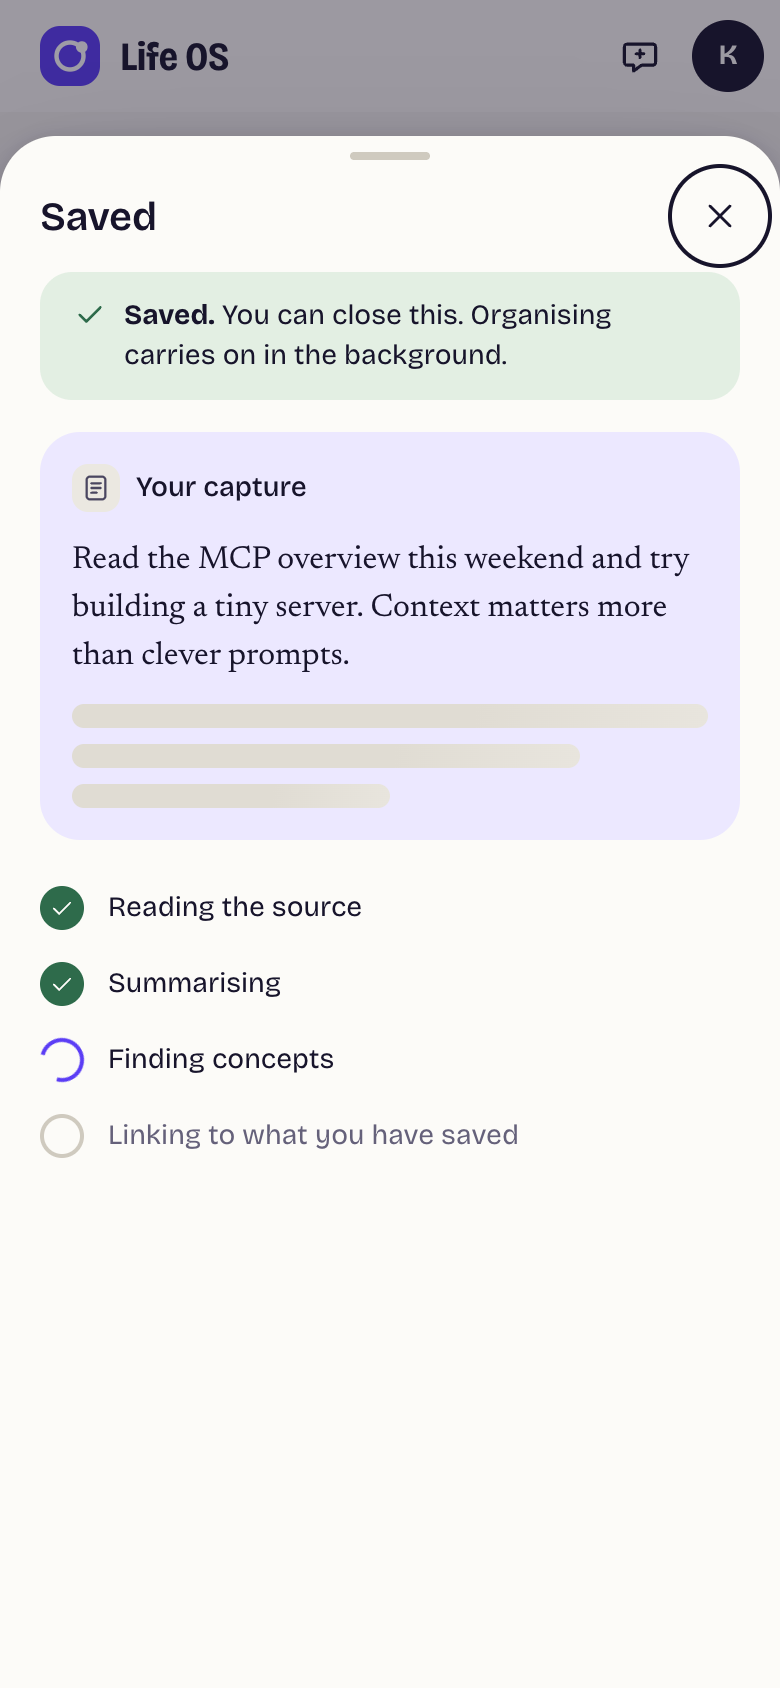 Life OS
K
Saved
Saved. You can close this. Organising
carries on in the background.
Your capture
Read the MCP overview this weekend and try
building a tiny server. Context matters more
than clever prompts.
Reading the source
Summarising
Finding concepts
Linking to what you have saved